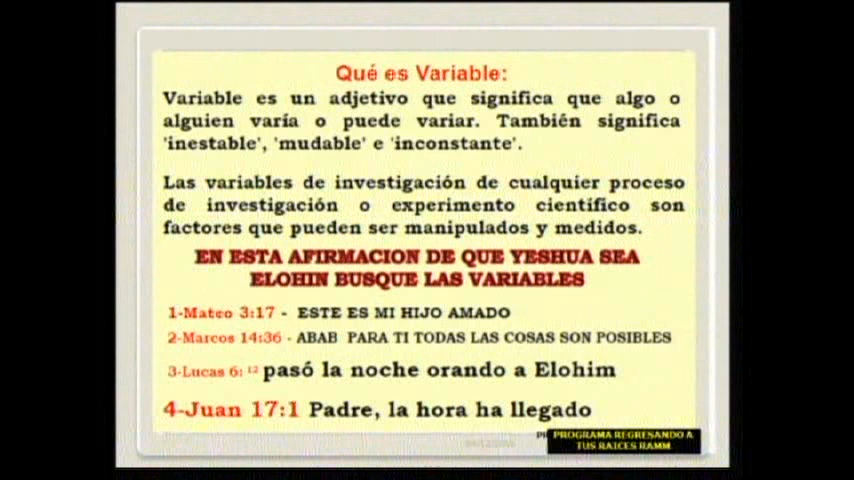 Qué es Variable:
Variable es un adjetivo que significa que algo o
alguien varía o puede variar. También significa
'inestable', 'mudable' e 'inconstante'.
Las variables de investigación de cualquier proceso
de investigación o experimento científico son
factores que pueden ser manipulados y medidos.
EN ESTA AFIRMACION DE QUE YESHUA SEA
ELOHIN BUSQUE LAS VARIABLES
1-Mateo 3:17 - ESTE ES MI HIJO AMADO
2-Marcos 14:36 - ABAB PARA TI TODAS LAS COSAS SON POSIBLES
3-Lucas 6: 12 pasó la noche orando a Elohim
4-Juan 17:1 Padre, la hora ha llegado
PROGRAMA REGRESANDO A
TUS RAICES RAMM